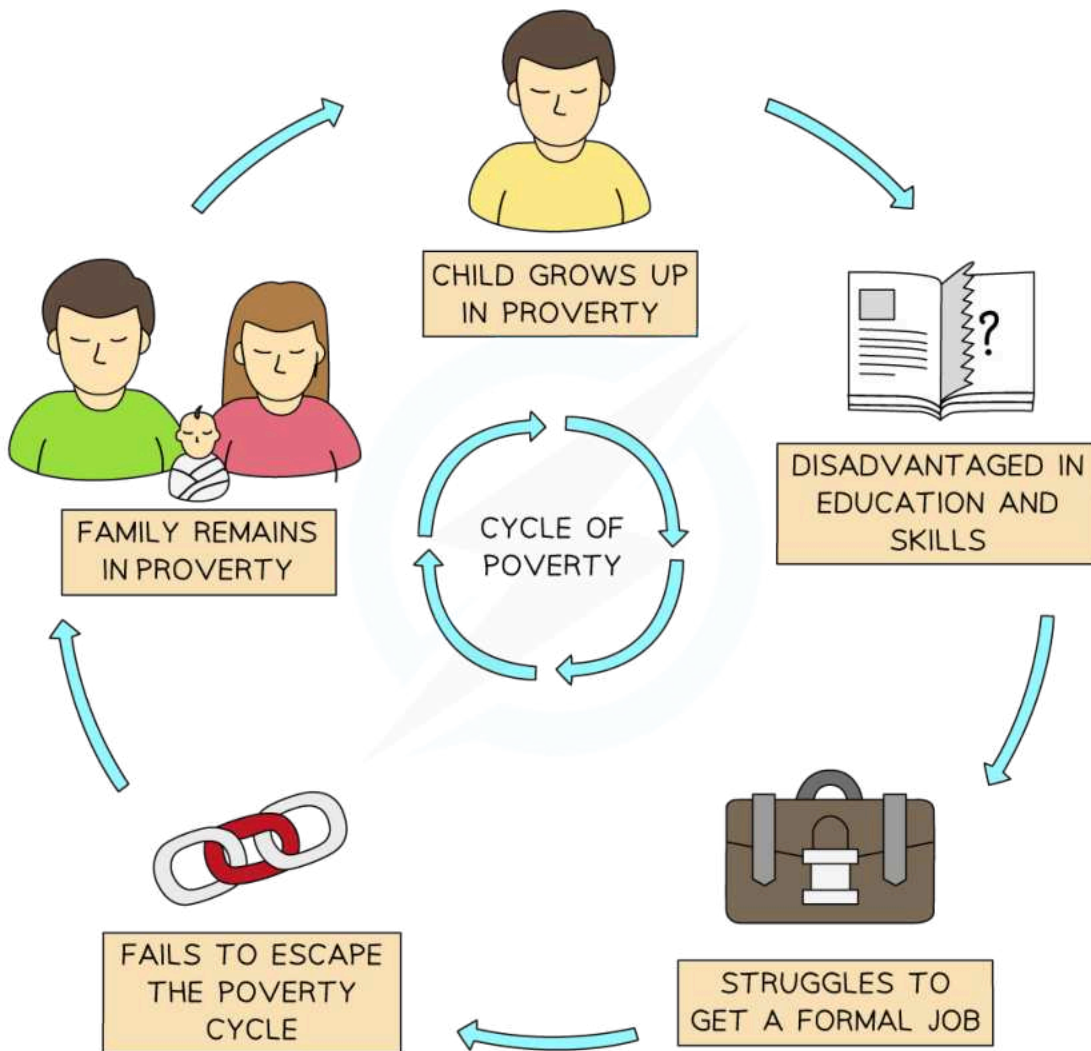 CHILD GROWS UP
IN PROVERTY
?
DISADVANTAGED IN
EDUCATION AND
SKILLS
STRUGGLES TO
GET A FORMAL JOB
FAILS TO ESCAPE
THE POVERTY
CYCLE
FAMILY REMAINS
IN PROVERTY
CYCLE OF
POVERTY